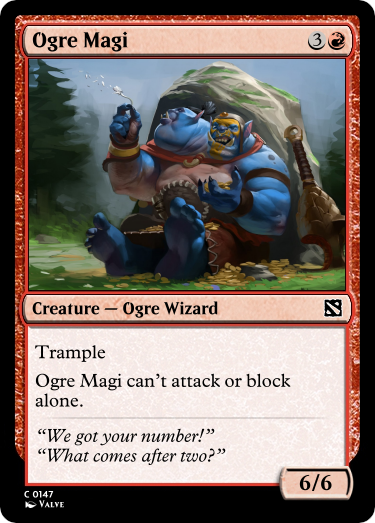 Ogre Magi 3
Creature — Ogre Wizard
Trample
Ogre Magi can't attack or block
alone.
“We got your number!”
“What comes after two?”
6/6
C 0147
Valve